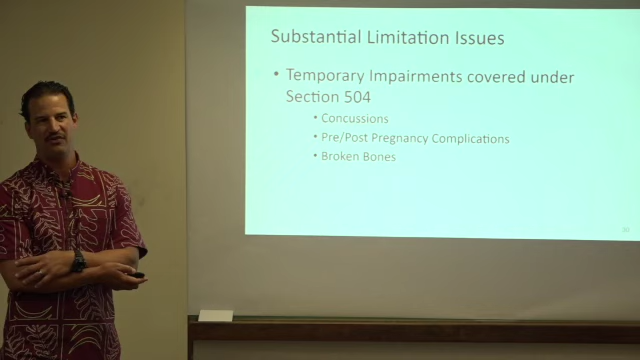 Substantial Limitation Issues
• Temporary Impairments covered under
Section 504
• Concussions
• Pre/Post Pregnancy Complications
• Broken Bones